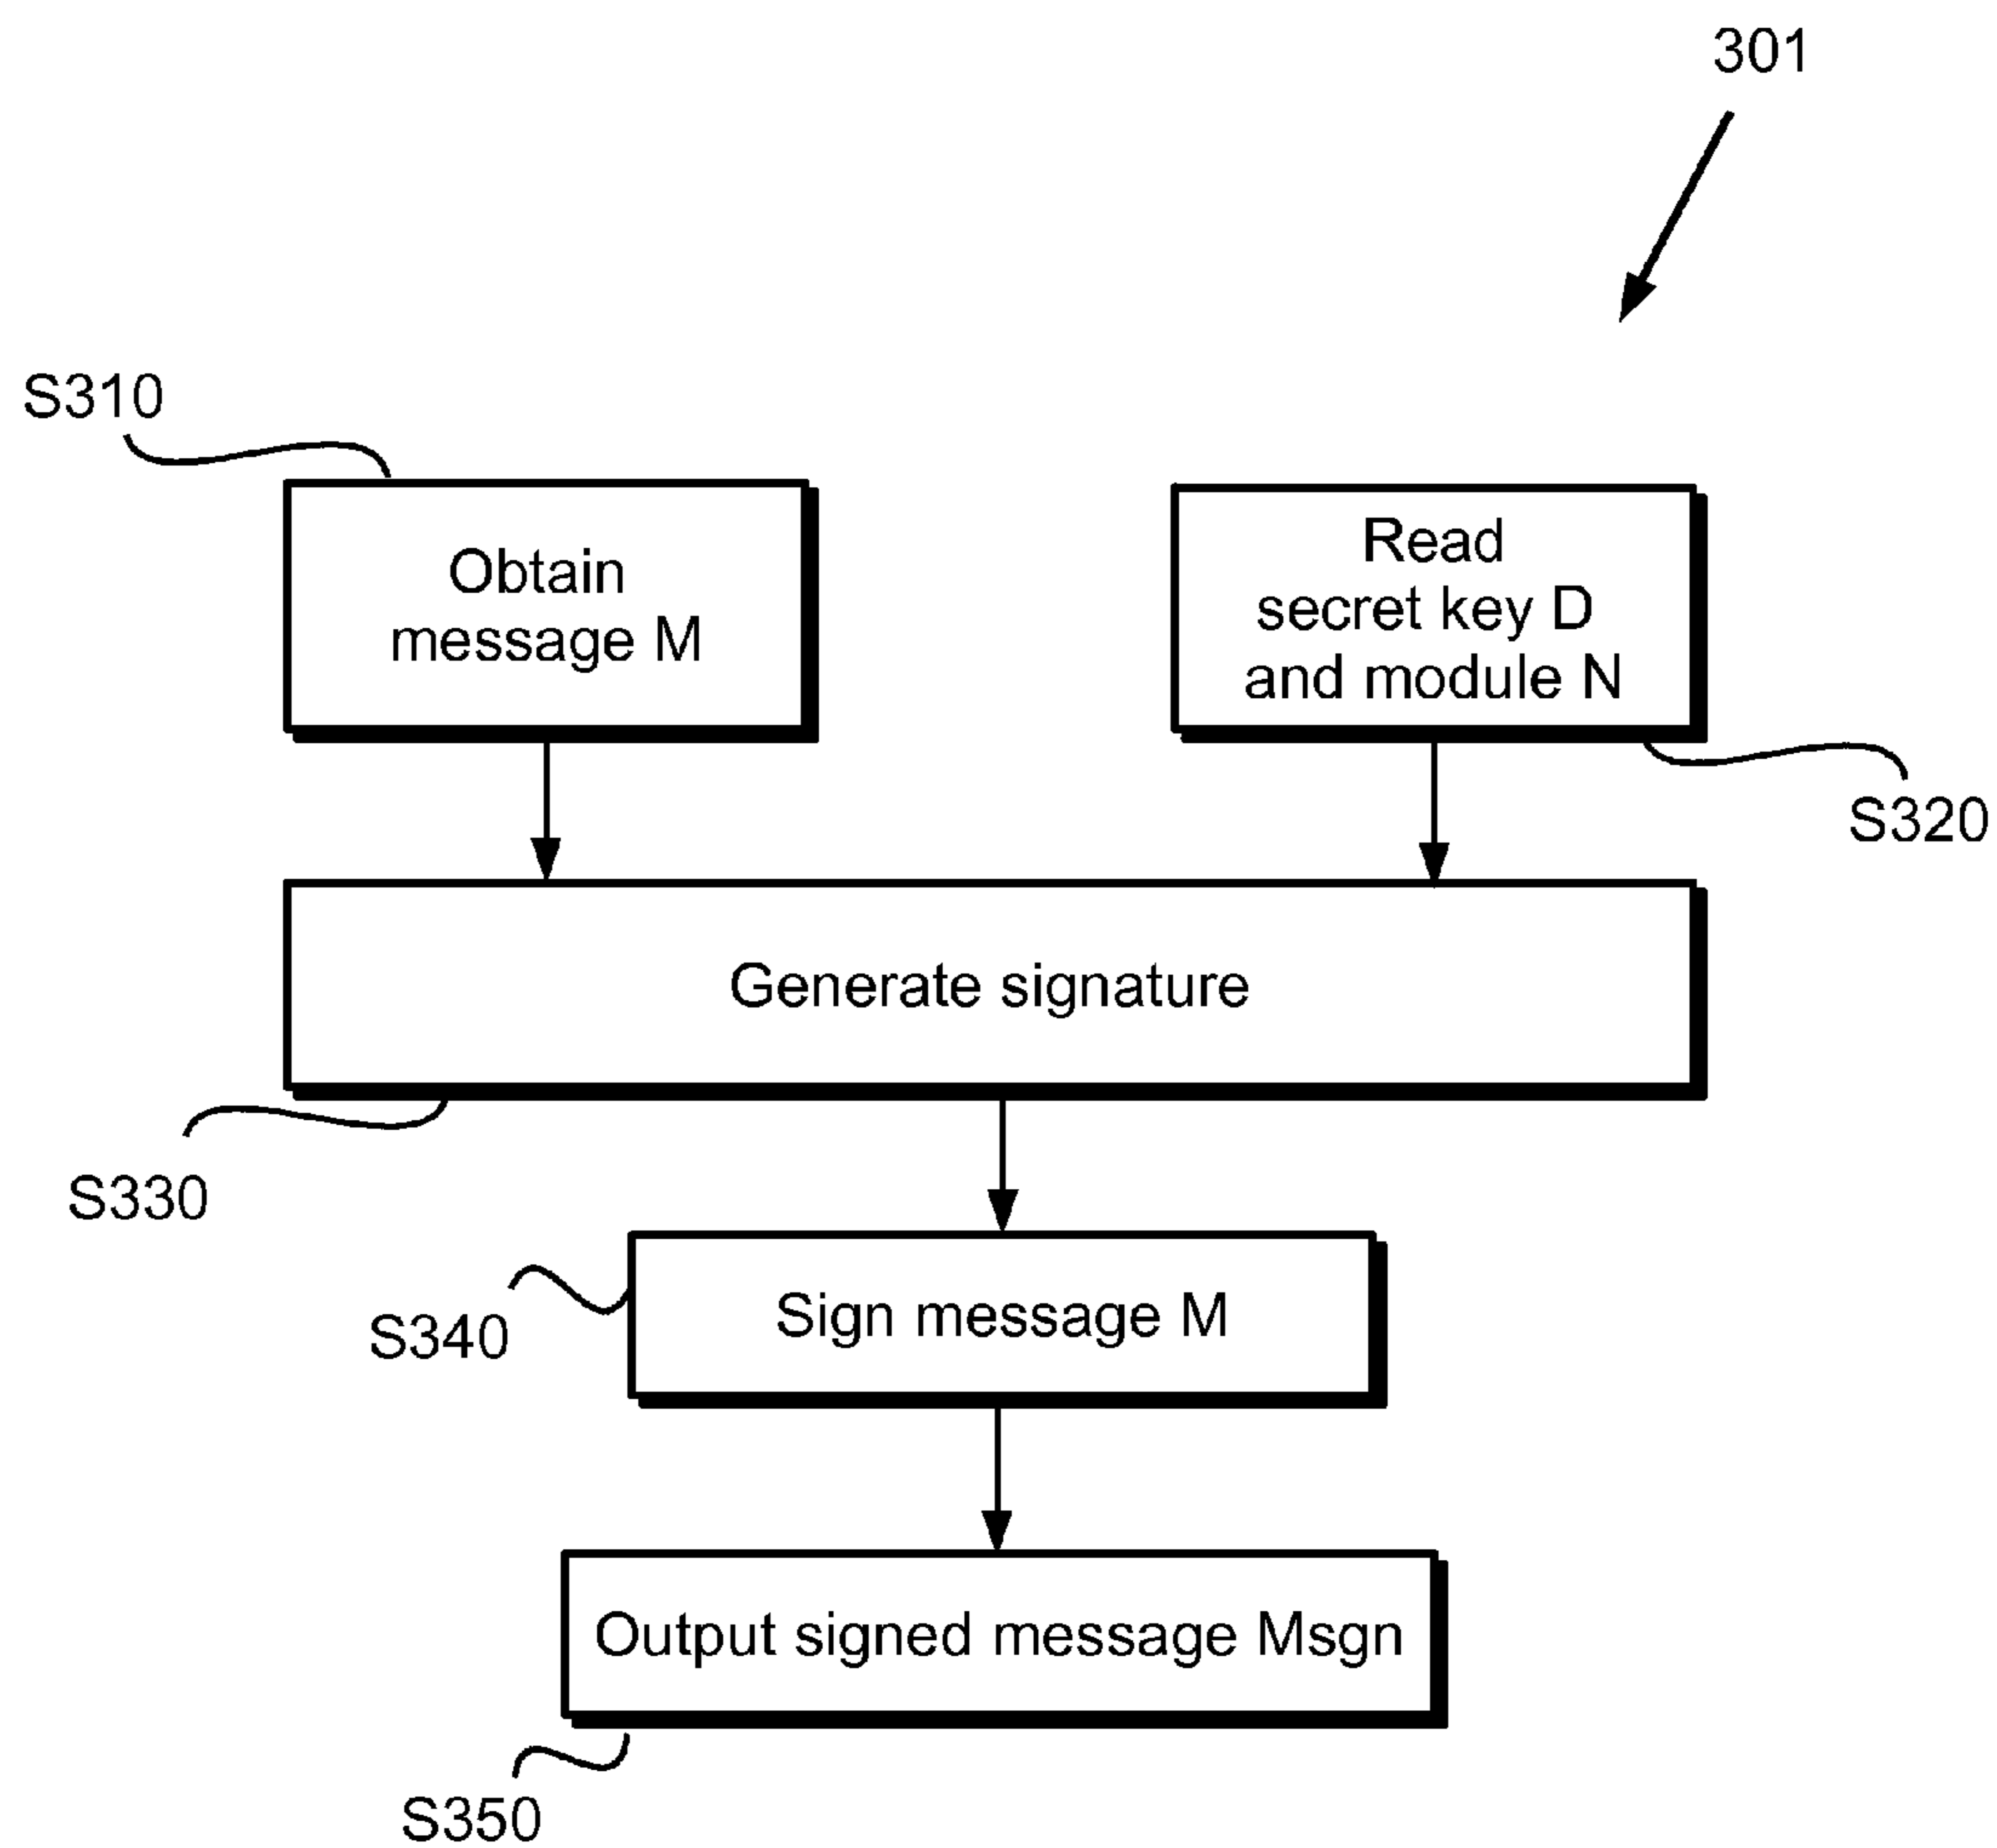 301
S310
Obtain
message M
Read
secret key D
and module N
S320
Generate signature
S330
Sign message M
S340
Output signed message Msgn
S350